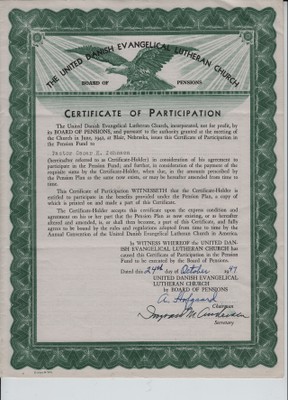 THE UNITED DANISH EVANGELICAL LUTHERAN CHURCH
BOARD OF PENSIONS
CERTIFICATE OF PARTICIPATION
The United Danish Evangelical Lutheran Church, incorporated, not for profit, by
its BOARD OF PENSIONS, and pursuant to the authority granted at the meeting of
the Church in June, 1942, at Blair, Nebraska, issues this Certificate of Participation in
the Pension Fund to
Pastor Oscar E. Johnson
(hereinafter referred to as Certificate-Holder) in consideration of his agreement to
participate in the Pension Fund; and further, in consideration of the payment of the
requisite sums by the Certificate-Holder, when due, in the amounts prescribed by
the Pension Plan as the same now exists, or may be hereafter amended from time to
time.
This Certificate of Participation WITNESSETH that the Certificate-Holder is
entitled to participate in the benefits provided under the Pension Plan, a copy of
which is printed on and made a part of this Certificate.
The Certificate-Holder accepts this certificate upon the express condition and
agreement on his or her part that the Pension Plan as now existing, or as hereafter
altered and amended, is, or shall then become, a part of this Certificate, and fully
agrees to be bound by the rules and regulations adopted from time to time by the
Annual Convention of the United Danish Evangelical Lutheran Church in America.
IN WITNESS WHEREOF THE UNITED DAN-
ISH EVANGELICAL LUTHERAN CHURCH has
caused this Certificate of Participation in the Pension
Fund to be executed by the Board of Pensions.
Dated this 24th day of October 1947
UNITED DANISH EVANGELICAL
LUTHERAN CHURCH
by BOARD OF PENSIONS
A. Hofgaard
Chairman
Ingvard M. Andersen
Secretary